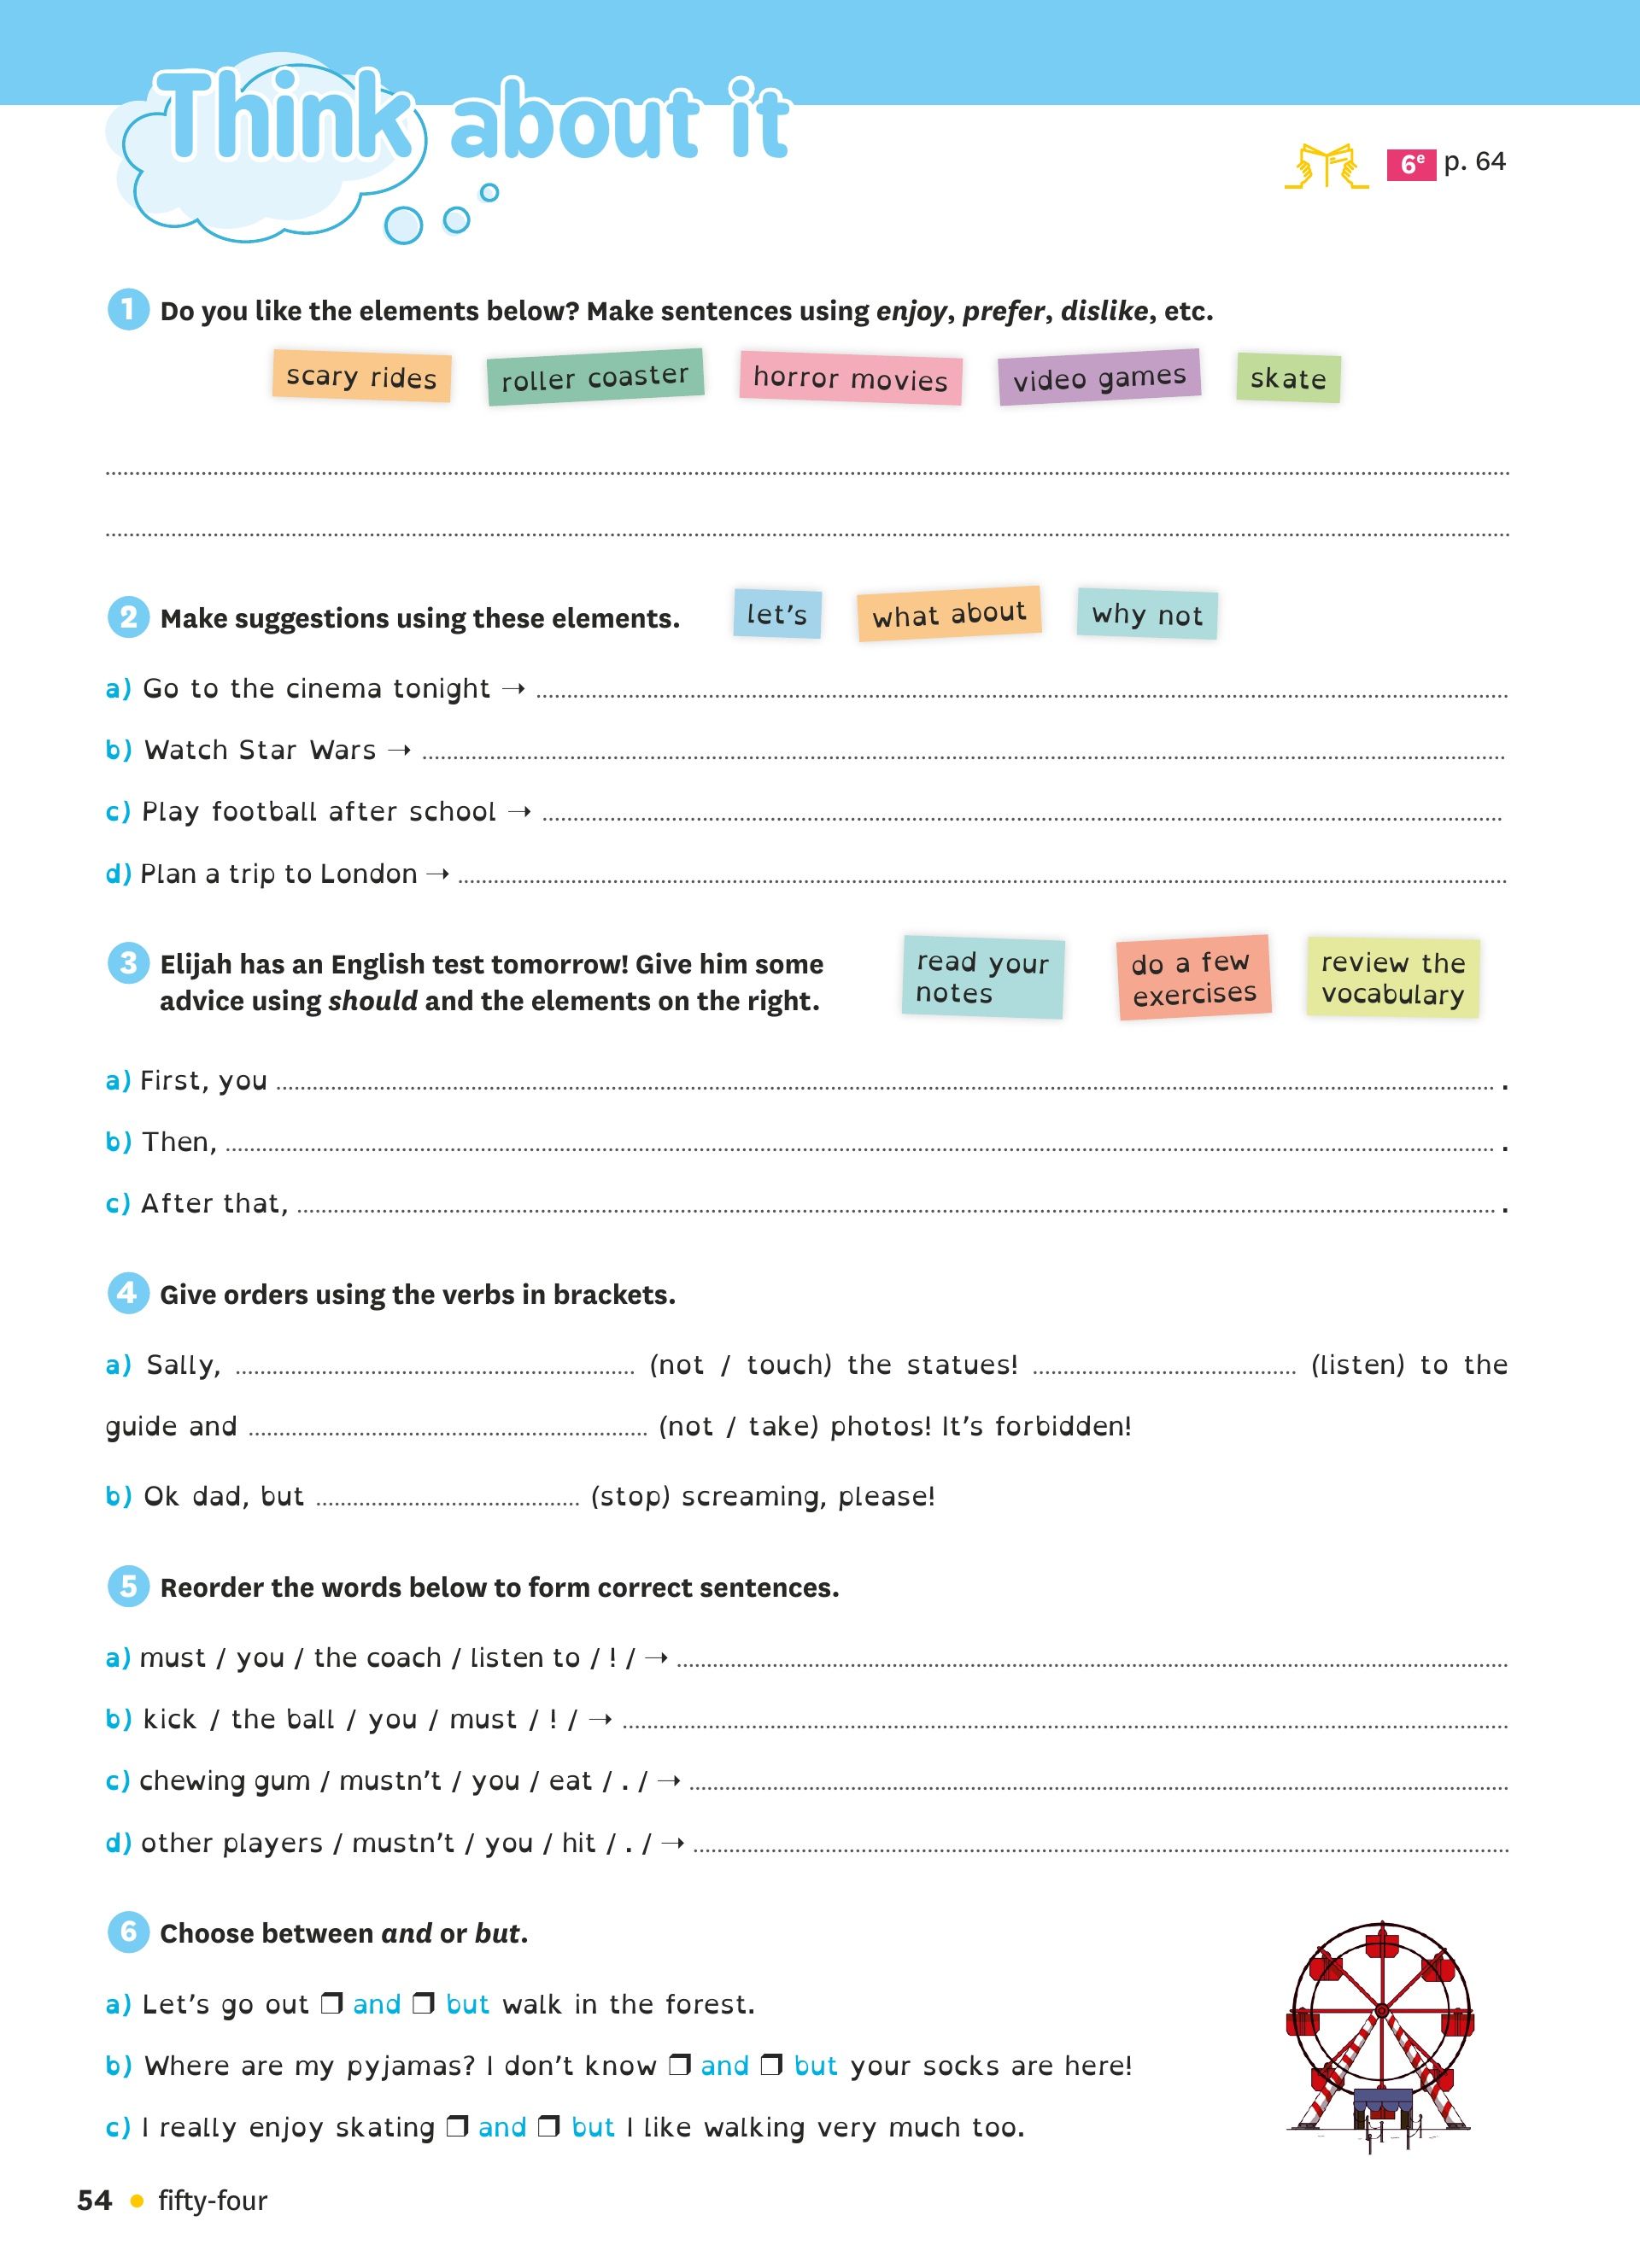 Think about it
6e p. 64
1 Do you like the elements below? Make sentences using enjoy, prefer, dislike, etc.
scary rides roller coaster horror movies video games skate
2 Make suggestions using these elements. let's what about why not
a) Go to the cinema tonight →
b) Watch Star Wars →
c) Play football after school →
d) Plan a trip to London →
3 Elijah has an English test tomorrow! Give him some
advice using should and the elements on the right.
read your
notes
do a few
exercises
review the
vocabulary
a) First, you .
b) Then, .
c) After that, .
4 Give orders using the verbs in brackets.
a) Sally, (not / touch) the statues! (listen) to the
guide and (not / take) photos! It's forbidden!
b) Ok dad, but (stop) screaming, please!
5 Reorder the words below to form correct sentences.
a) must / you / the coach / listen to / ! / →
b) kick / the ball / you / must / ! / →
c) chewing gum / mustn't / you / eat / . / →
d) other players / mustn't / you / hit / . / →
6 Choose between and or but.
a) Let's go out ❐ and ❐ but walk in the forest.
b) Where are my pyjamas? I don't know ❐ and ❐ but your socks are here!
c) I really enjoy skating ❐ and ❐ but I like walking very much too.
54 • fifty-four